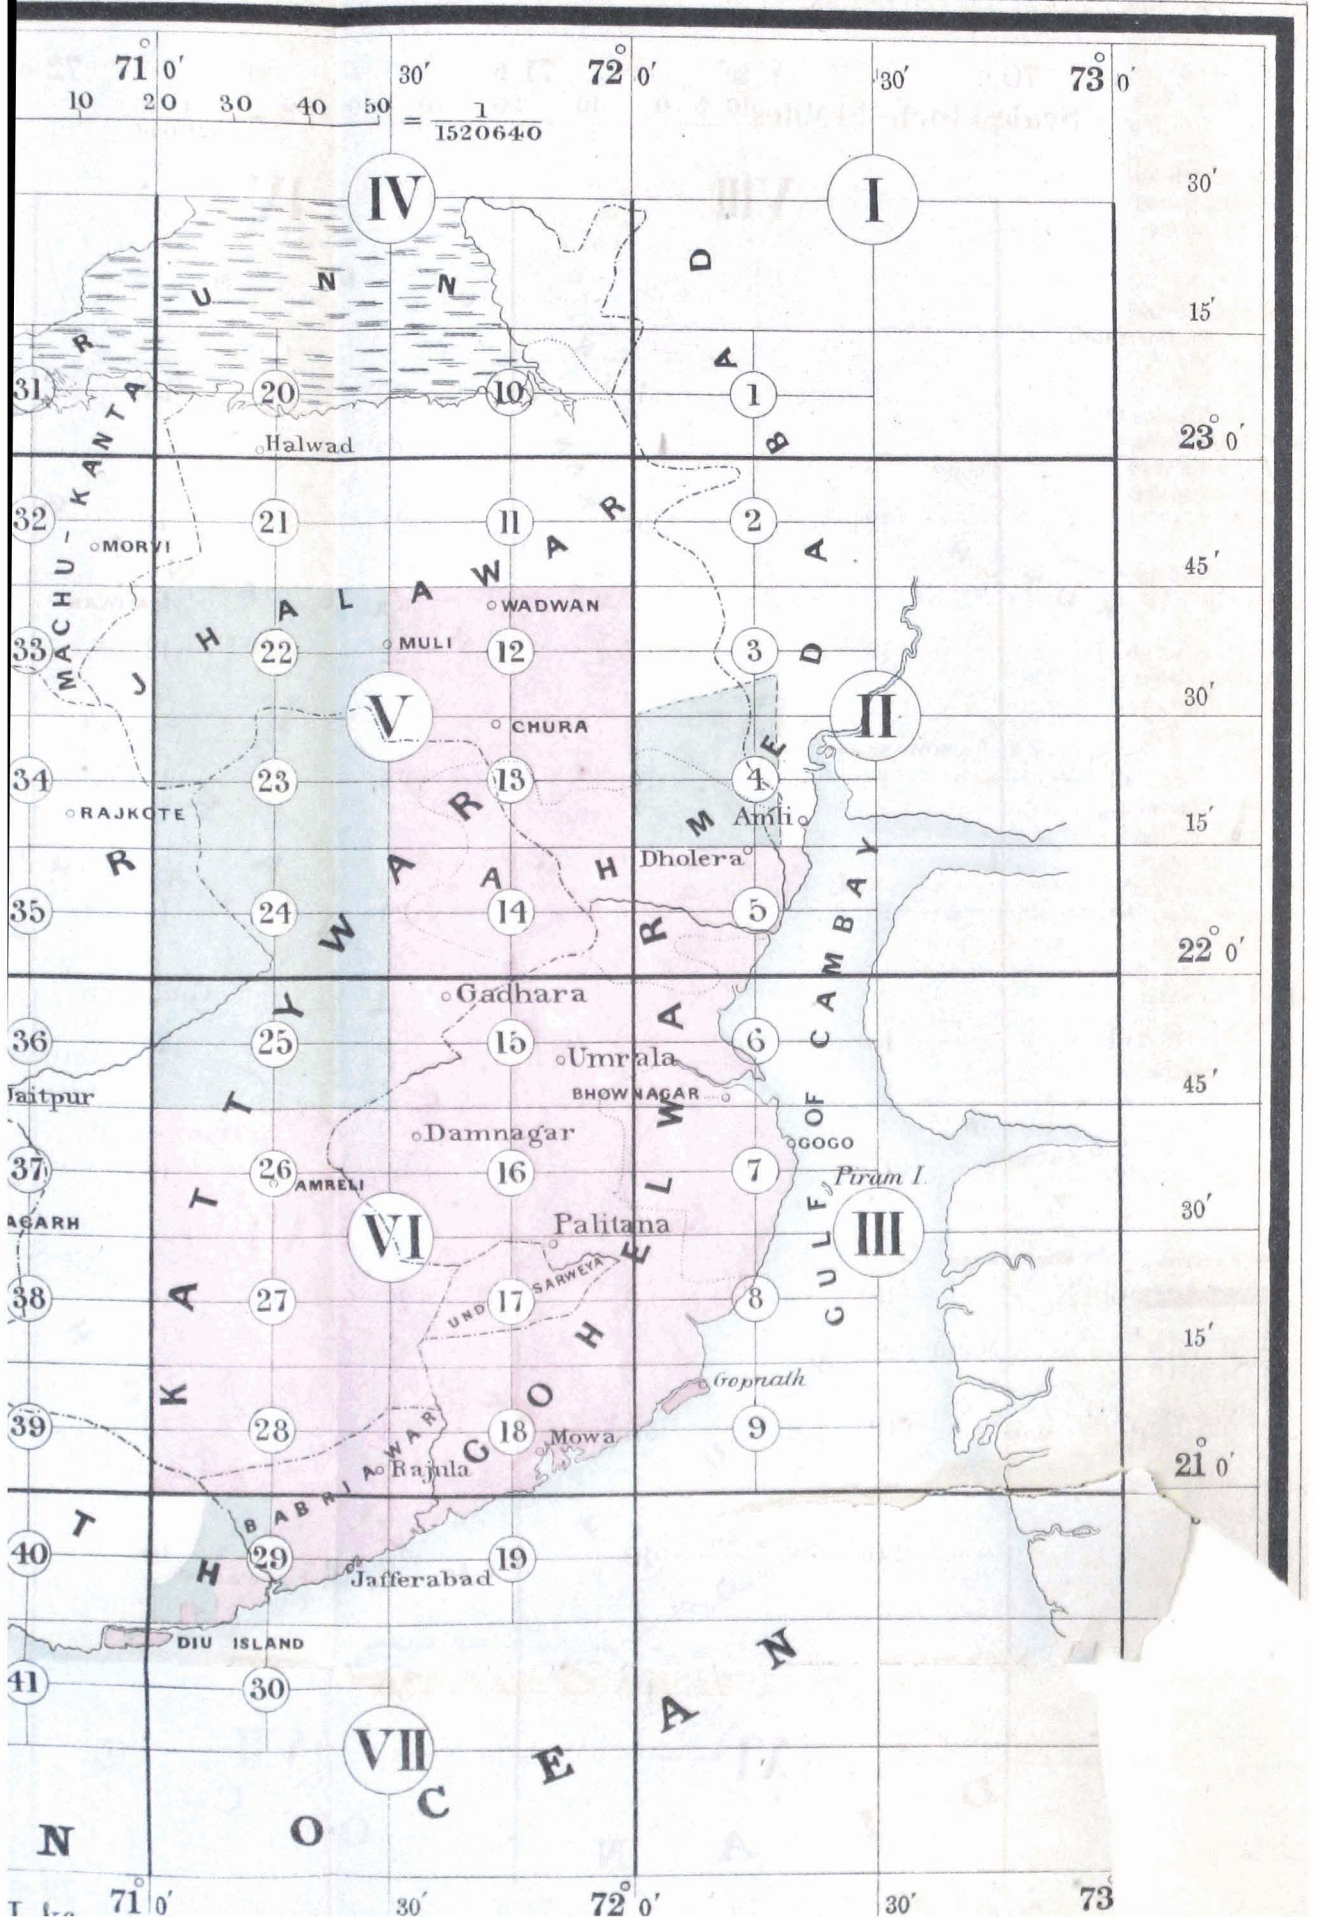 71° 0′ 30′ 72° 0′ 30′ 73° 0′
10 20 30 40 50 = 1/1520640
IV I
30′
D
RUNN
15′
A
31 20 10 1
B
Halwad
23° 0′
MACHU-KANTA
32 21 11 2
MORVI
A
45′
JHALAWAR
WADWAN
33 22 MULI 12 3
D
30′
V II
CHURA
E
34 23 13 4
RAJKOTE
Amli
15′
M
Dholera
R
H
A
35 24 14 5
22° 0′
Gadhara
36 25 15 6
Umrala
Jaitpur
BHOWNAGAR
45′
Damnagar
GOGO
37 26 16 7
AMRELI
Piram I.
AGARH
Palitana
30′
VI III
UND SARWEYA
38 27 17 8
GULF OF CAMBAY
15′
KATTYWAR
GOHELWAR
Gopnath
39 28 18 9
Mowa
Rajula
21° 0′
BABRIAWAR
T
H
40 29 19
Jafferabad
DIU ISLAND
41 30
VII
N OCEAN
71° 0′ 30′ 72° 0′ 30′ 73